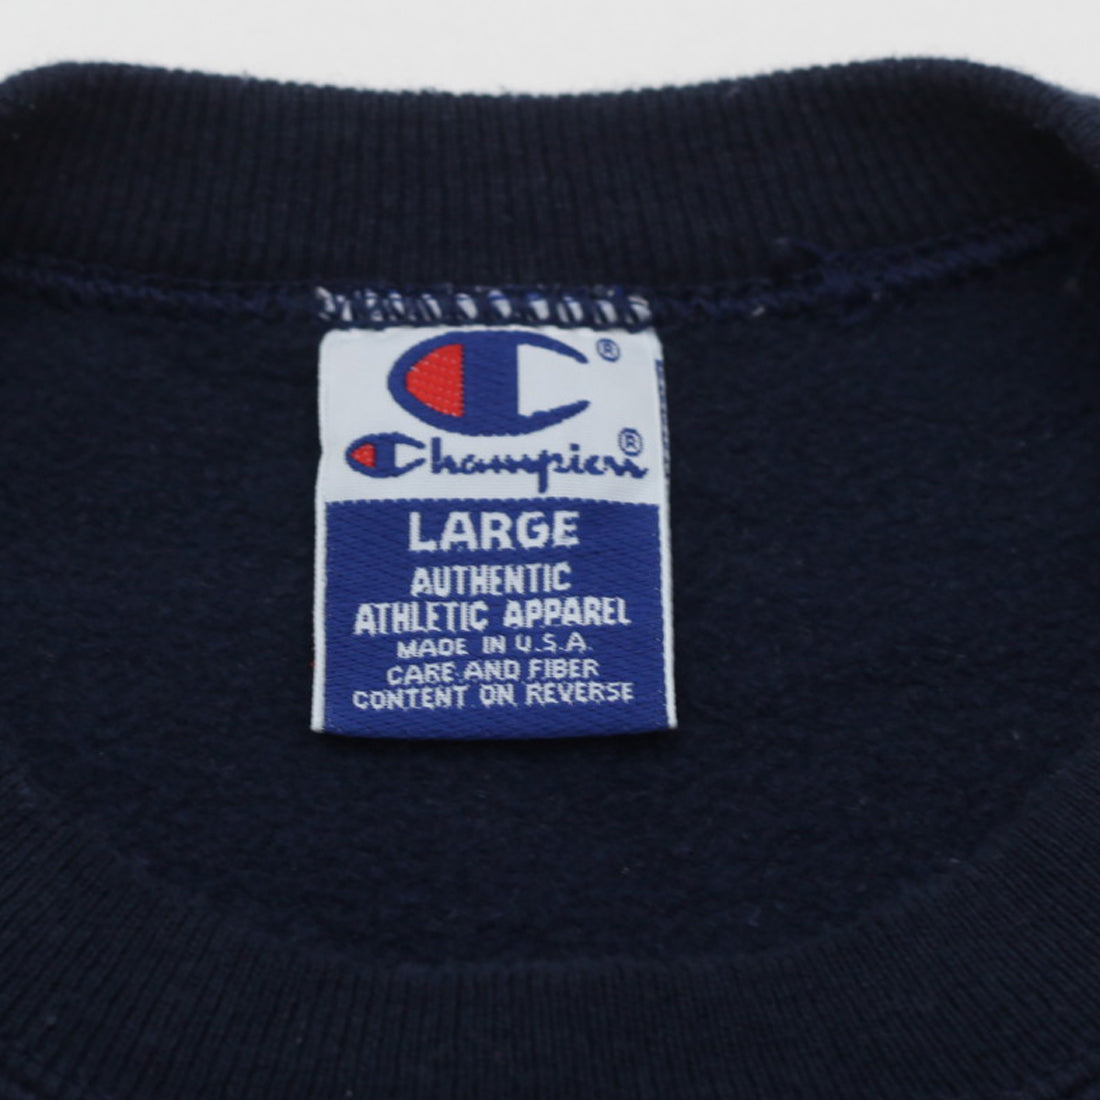 C ®
Champion ®
LARGE
AUTHENTIC
ATHLETIC APPAREL
MADE IN U.S.A.
CARE AND FIBER
CONTENT ON REVERSE